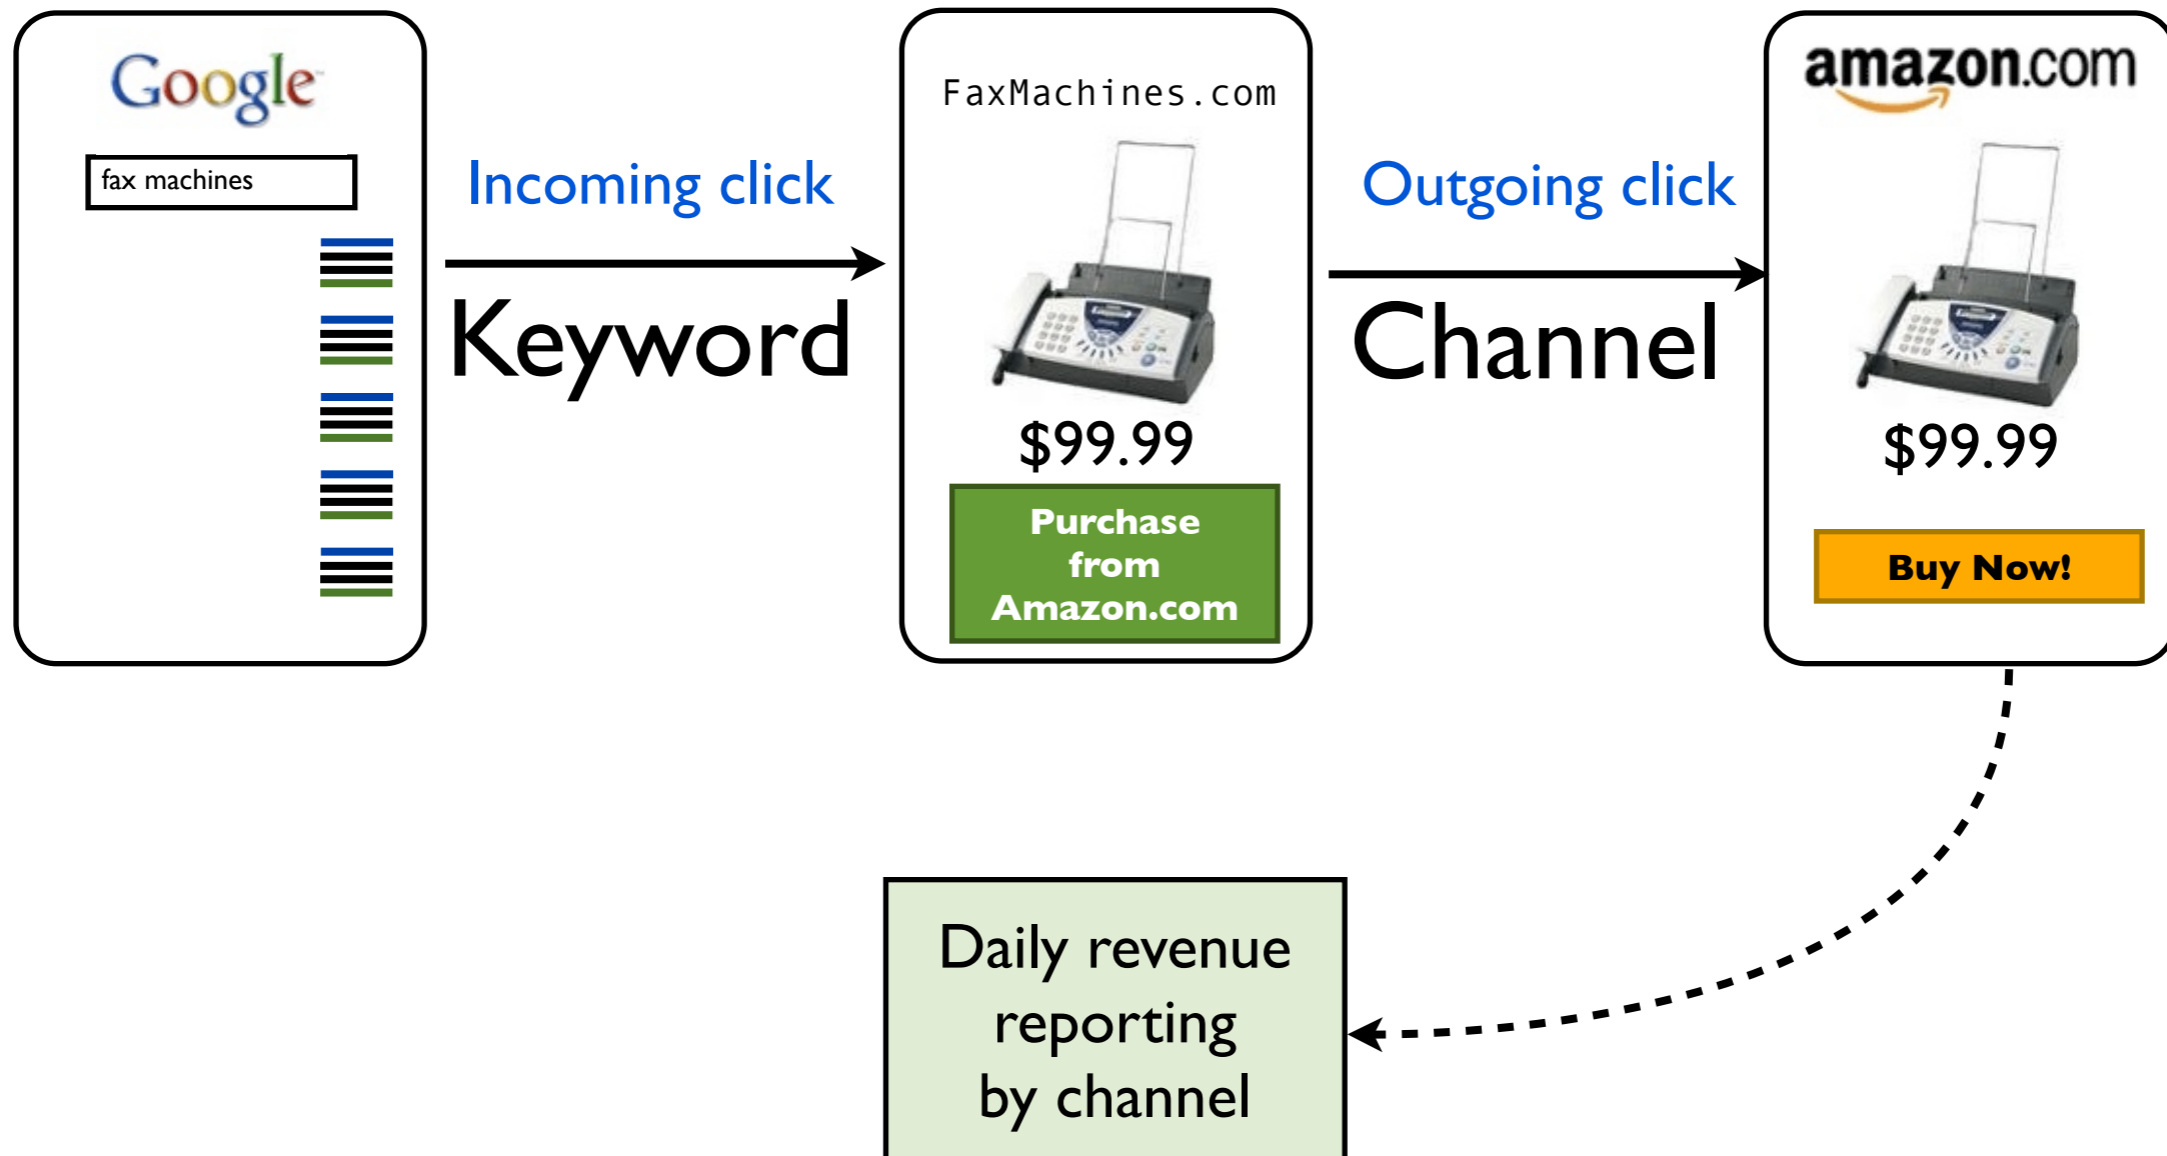 Google
fax machines
Incoming click
Keyword
FaxMachines.com
$99.99
Purchase
from
Amazon.com
Outgoing click
Channel
amazon.com
$99.99
Buy Now!
Daily revenue
reporting
by channel